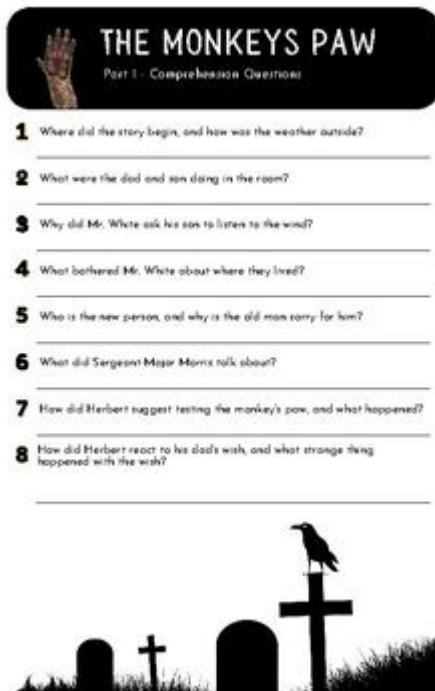 THE MONKEYS PAW
Part 1 - Comprehension Questions
1 Where did the story begin, and how was the weather outside?
2 What were the dad and son doing in the room?
3 Why did Mr. White ask his son to listen to the wind?
4 What bothered Mr. White about where they lived?
5 Who is the new person, and why is the old man sorry for him?
6 What did Sergeant-Major Morris talk about?
7 How did Herbert suggest testing the monkey's paw, and what happened?
8 How did Herbert react to his dad's wish, and what strange thing
happened with the wish?